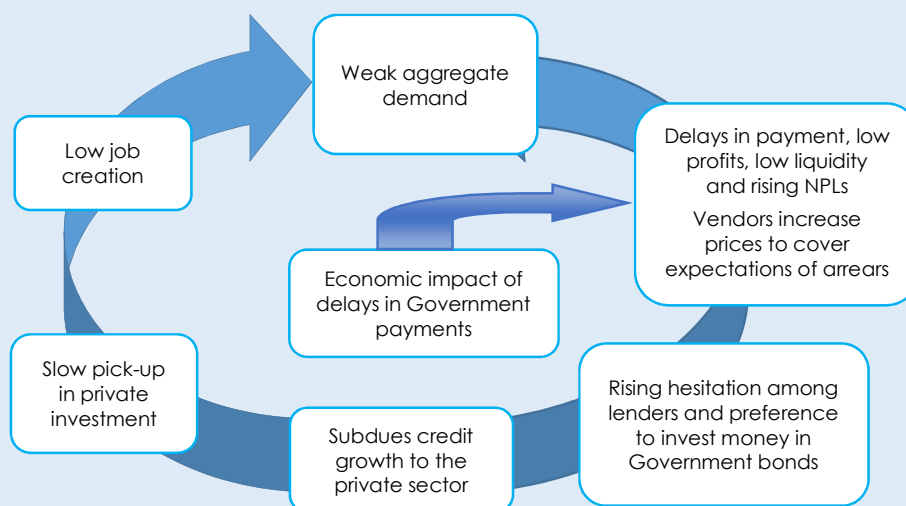 Weak aggregate
demand
Delays in payment, low
profits, low liquidity
and rising NPLs
Vendors increase
prices to cover
expectations of arrears
Rising hesitation among
lenders and preference
to invest money in
Government bonds
Subdues credit
growth to the
private sector
Slow pick-up
in private
investment
Low job
creation
Economic impact of
delays in Government
payments